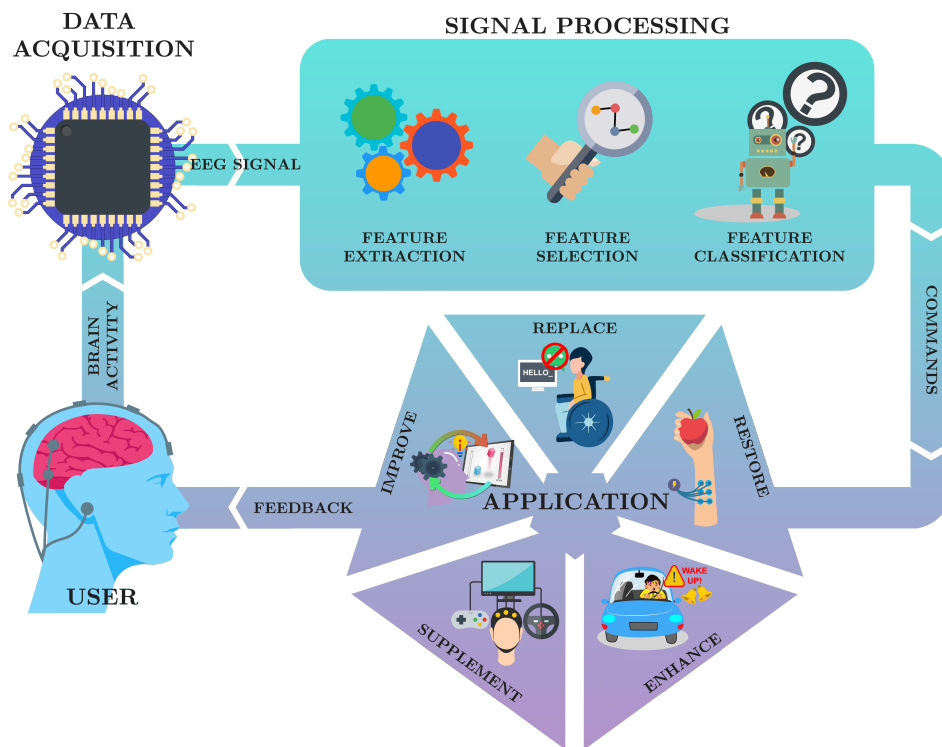 DATA
ACQUISITION
SIGNAL PROCESSING
EEG SIGNAL
FEATURE
EXTRACTION
FEATURE
SELECTION
FEATURE
CLASSIFICATION
?
?
?
COMMANDS
BRAIN
ACTIVITY
REPLACE
HELLO_
IMPROVE
RESTORE
APPLICATION
FEEDBACK
USER
WAKE
UP!
!
SUPPLEMENT
ENHANCE